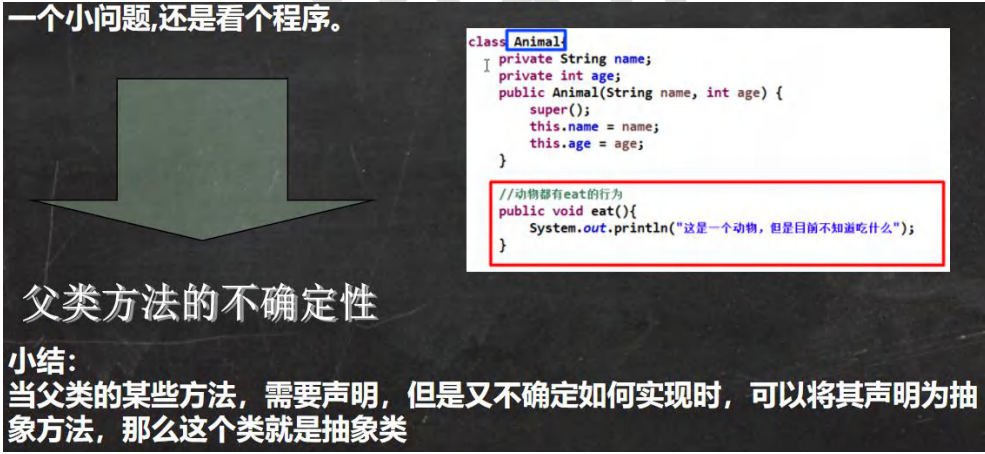 一个小问题,还是看个程序。
class Animal{
private String name;
private int age;
public Animal(String name, int age) {
super();
this.name = name;
this.age = age;
}
//动物都有eat的行为
public void eat(){
System.out.println("这是一个动物，但是目前不知道吃什么");
}
父类方法的不确定性
小结：
当父类的某些方法，需要声明，但是又不确定如何实现时，可以将其声明为抽
象方法，那么这个类就是抽象类